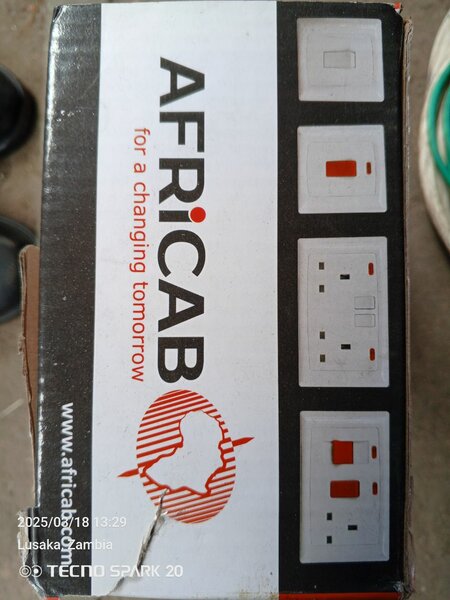 AFRiCAB
for a changing tomorrow
www.africab.com
2025/03/18 13:29
Lusaka, Zambia
TECNO SPARK 20